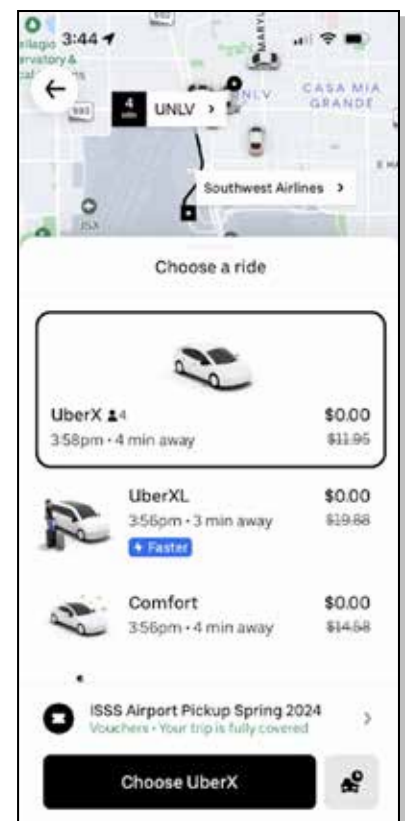 3:44
4
min
UNLV >
UNLV
CASA MIA
GRANDE
Southwest Airlines >
Choose a ride
UberX 4
$0.00
3:58pm • 4 min away
$11.95
UberXL
$0.00
3:56pm • 3 min away
$19.88
Faster
Comfort
$0.00
3:56pm • 4 min away
$14.58
ISSS Airport Pickup Spring 2024 >
Vouchers • Your trip is fully covered
Choose UberX